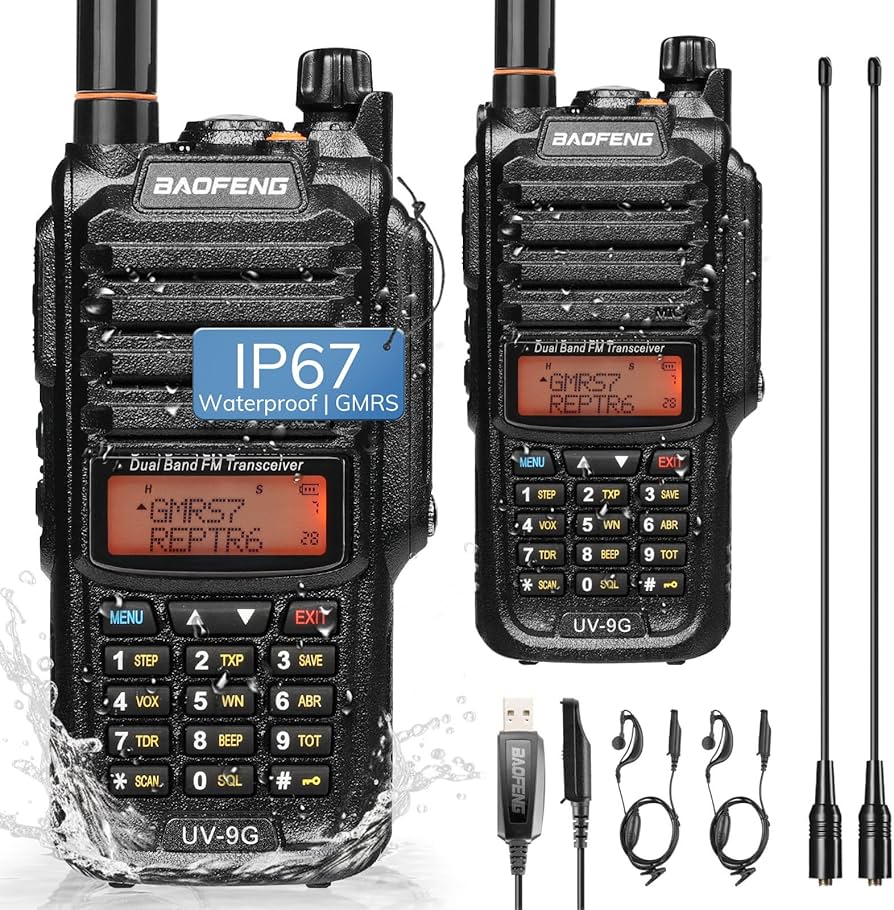 BAOFENG
IP67
Waterproof | GMRS
Dual Band FM Transceiver
H S
▲GMRS7 7
REPTR6 28
MENU ▲ ▼ EXIT
1 STEP 2 TXP 3 SAVE
4 VOX 5 WN 6 ABR
7 TDR 8 BEEP 9 TOT
* SCAN 0 SQL #
UV-9G
BAOFENG
MIC
Dual Band FM Transceiver
H S
▲GMRS7 7
REPTR6 28
MENU ▲ ▼ EXIT
1 STEP 2 TXP 3 SAVE
4 VOX 5 WN 6 ABR
7 TDR 8 BEEP 9 TOT
* SCAN 0 SQL #
UV-9G
BAOFENG